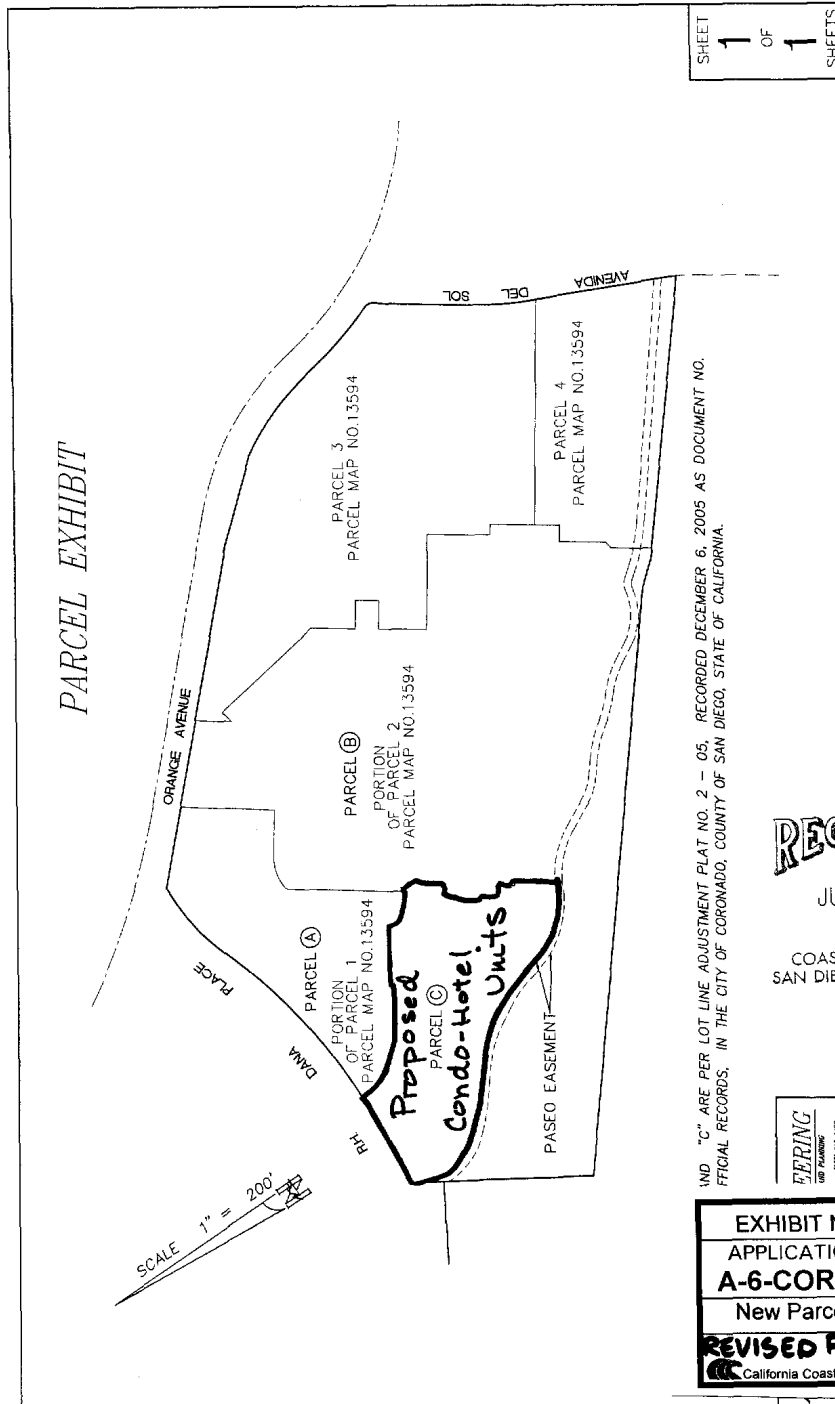 PARCEL EXHIBIT
SHEET
1
OF
1
SHEETS
ORANGE AVENUE
AVENIDA
DEL
SOL
PARCEL 3
PARCEL MAP NO.13594
PARCEL 4
PARCEL MAP NO.13594
PARCEL B
PORTION
OF PARCEL 2
PARCEL MAP NO.13594
PARCEL A
PORTION
OF PARCEL 1
PARCEL MAP NO.13594
PLACE
DANA
RH.
Proposed
PARCEL C
Condo-Hotel
Units
PASEO EASEMENT
SCALE 1" = 200'
"C" ARE PER LOT LINE ADJUSTMENT PLAT NO. 2 - 05, RECORDED DECEMBER 6, 2005 AS DOCUMENT NO.
RECORDS, IN THE CITY OF CORONADO, COUNTY OF SAN DIEGO, STATE OF CALIFORNIA.
EXHIBIT
A-6-COR
New
REVISED
California